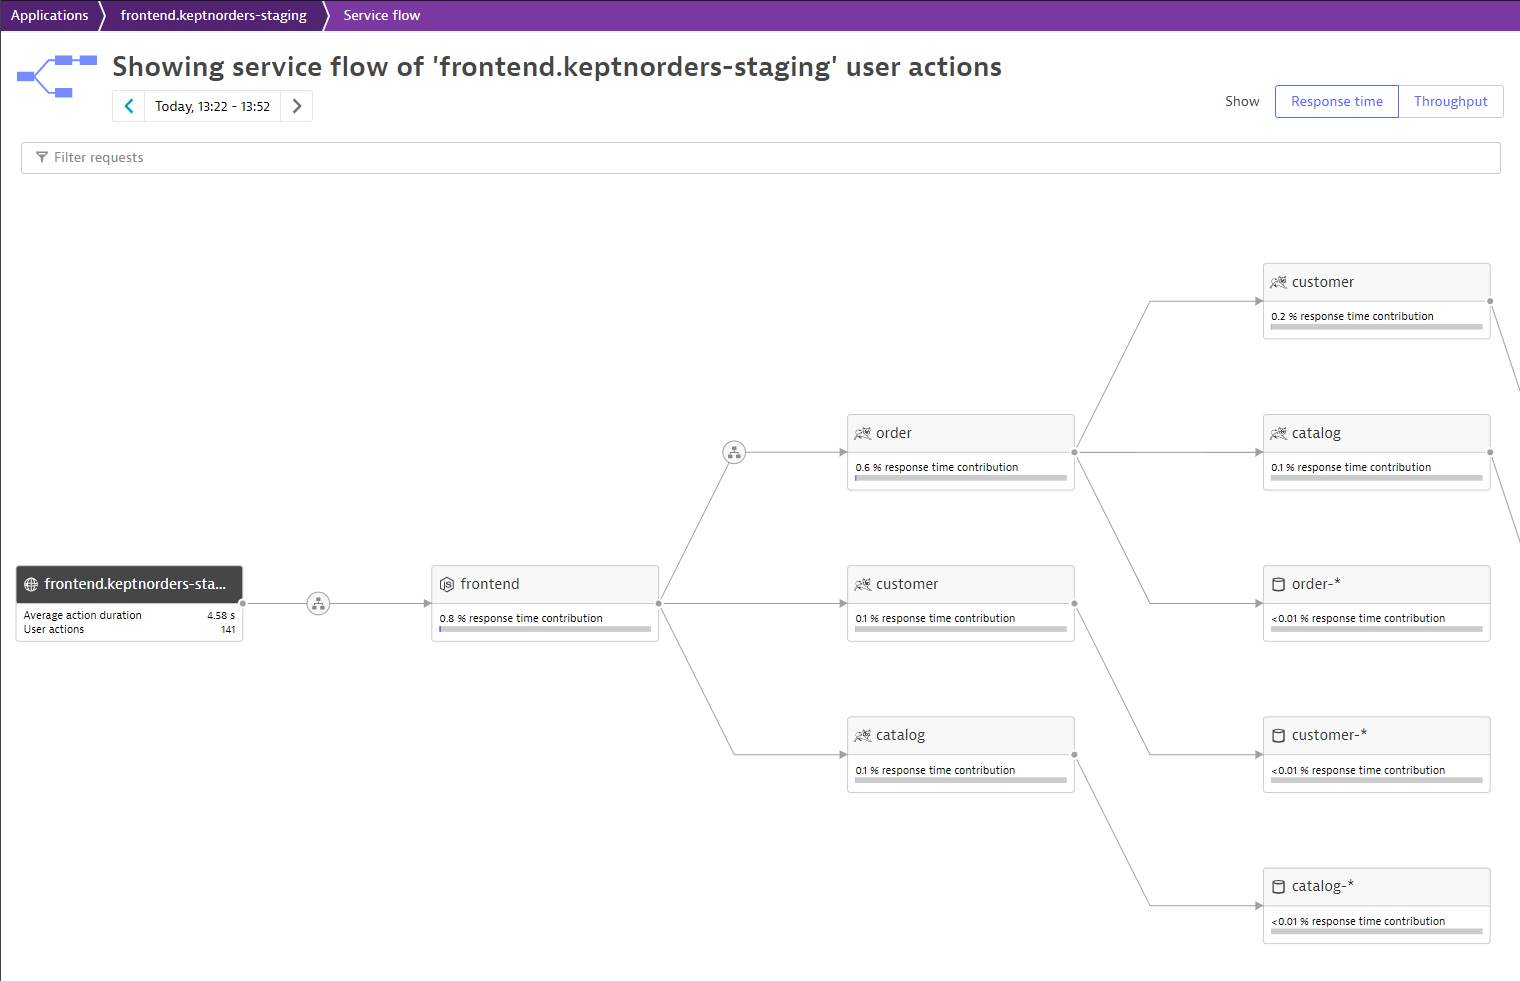 Applications
frontend.keptnorders-staging
Service flow
Showing service flow of 'frontend.keptnorders-staging' user actions
Today, 13:22 - 13:52
Show
Response time
Throughput
Filter requests
customer
0.2 % response time contribution
order
0.6 % response time contribution
catalog
0.1 % response time contribution
frontend.keptnorders-sta...
Average action duration 4.58 s
User actions 141
frontend
0.8 % response time contribution
customer
0.1 % response time contribution
order-*
<0.01 % response time contribution
catalog
0.1 % response time contribution
customer-*
<0.01 % response time contribution
catalog-*
<0.01 % response time contribution